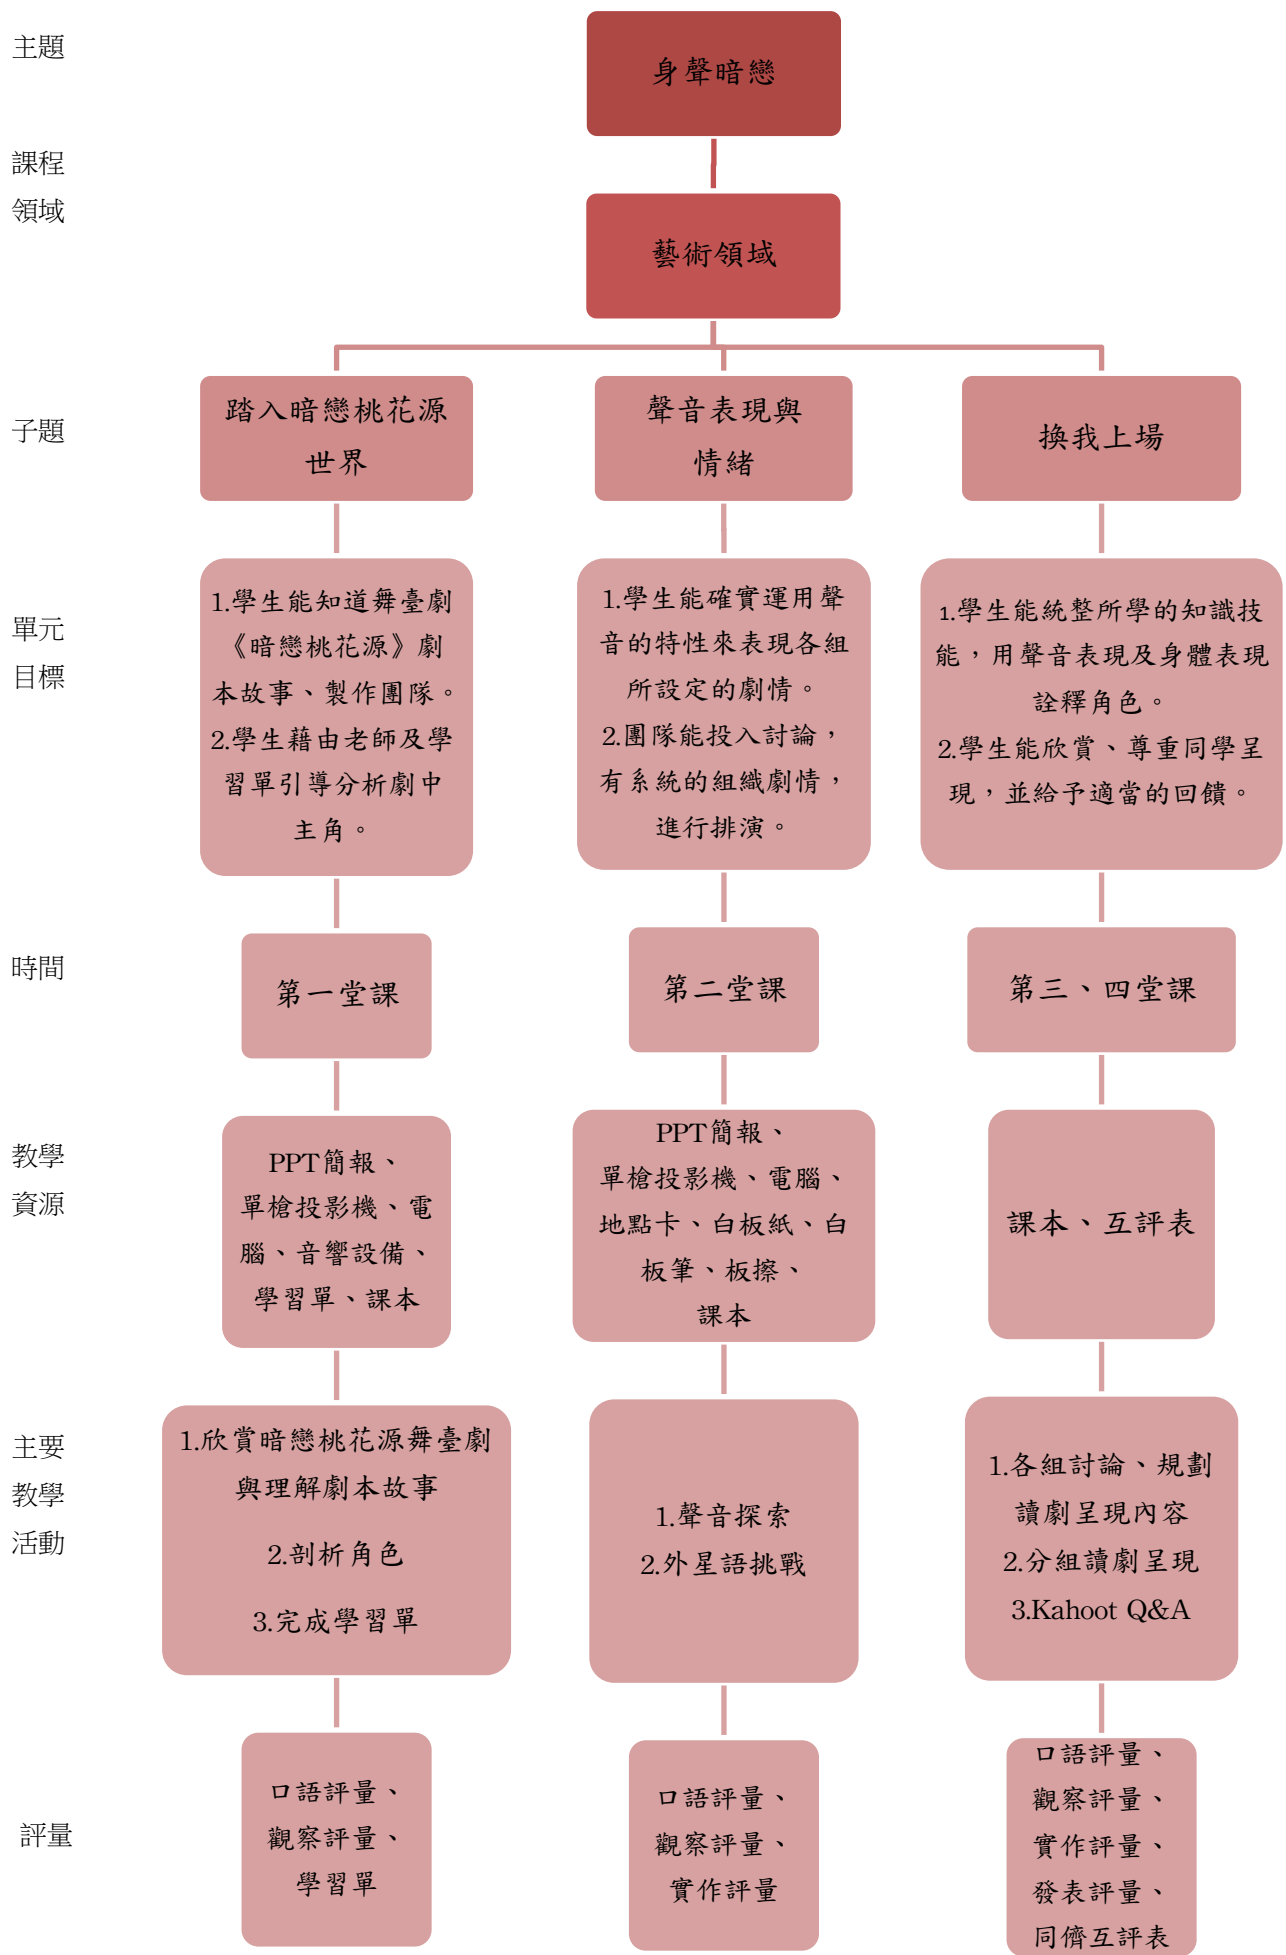 主題
身聲暗戀
課程
領域
藝術領域
子題
踏入暗戀桃花源
世界
聲音表現與
情緒
換我上場
單元
目標
1.學生能知道舞臺劇
《暗戀桃花源》劇
本故事、製作團隊。
2.學生藉由老師及學
習單引導分析劇中
主角。
1.學生能確實運用聲
音的特性來表現各組
所設定的劇情。
2.團隊能投入討論，
有系統的組織劇情，
進行排演。
1.學生能統整所學的知識技
能，用聲音表現及身體表現
詮釋角色。
2.學生能欣賞、尊重同學呈
現，並給予適當的回饋。
時間
第一堂課
第二堂課
第三、四堂課
教學
資源
PPT簡報、
單槍投影機、電
腦、音響設備、
學習單、課本
PPT簡報、
單槍投影機、電腦、
地點卡、白板紙、白
板筆、板擦、
課本
課本、互評表
主要
教學
活動
1.欣賞暗戀桃花源舞臺劇
與理解劇本故事
2.剖析角色
3.完成學習單
1.聲音探索
2.外星語挑戰
1.各組討論、規劃
讀劇呈現內容
2.分組讀劇呈現
3.Kahoot Q&A
評量
口語評量、
觀察評量、
學習單
口語評量、
觀察評量、
實作評量
口語評量、
觀察評量、
實作評量、
發表評量、
同儕互評表